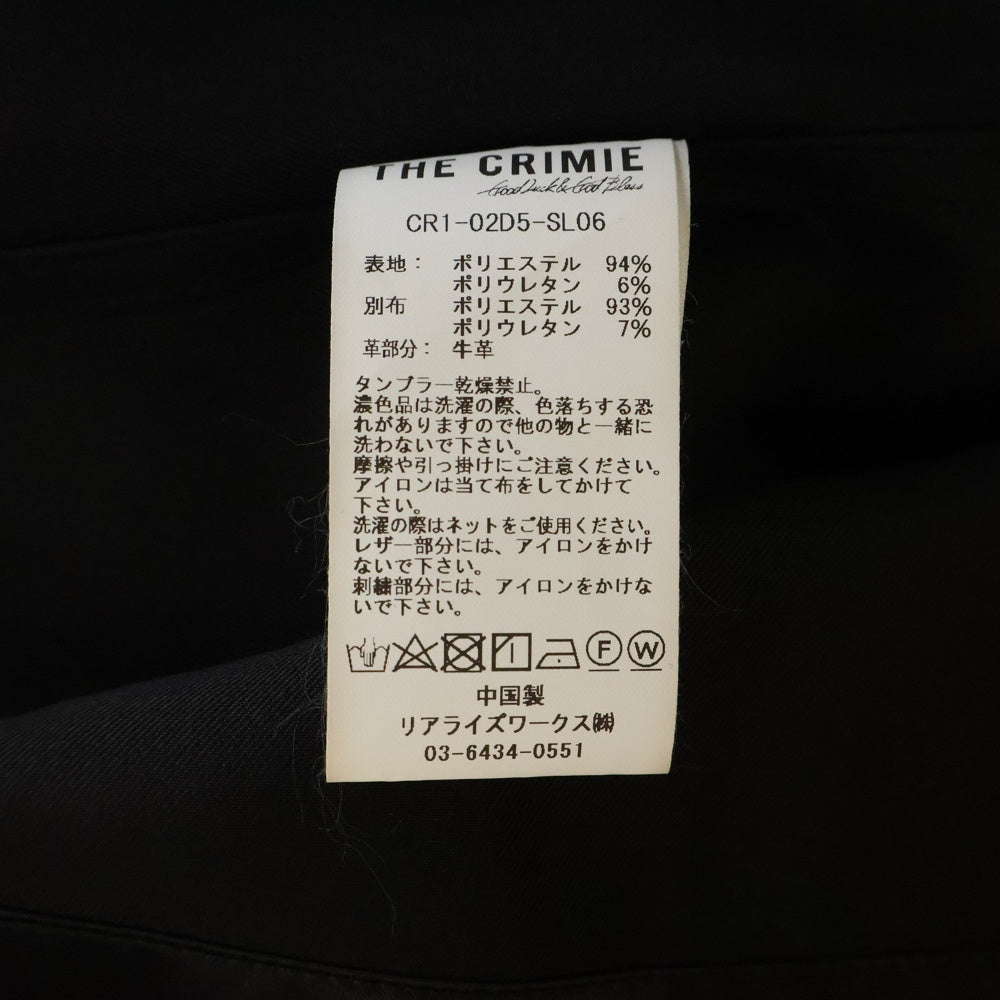 THE CRIMIE
Good Luck & God Bless
CR1-02D5-SL06
表地： ポリエステル 94%
ポリウレタン 6%
別布 ポリエステル 93%
ポリウレタン 7%
革部分： 牛革
タンブラー乾燥禁止。
濃色品は洗濯の際、色落ちする恐
れがありますので他の物と一緒に
洗わないで下さい。
摩擦や引っ掛けにご注意ください。
アイロンは当て布をしてかけて
下さい。
洗濯の際はネットをご使用ください。
レザー部分には、アイロンをかけ
ないで下さい。
刺繍部分には、アイロンをかけな
いで下さい。
F W
中国製
リアライズワークス㈱
03-6434-0551